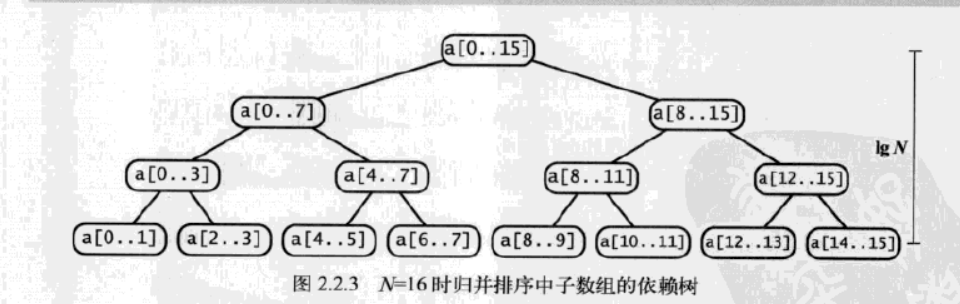 a[0..15]
a[0..7] a[8..15]
lg N
a[0..3] a[4..7] a[8..11] a[12..15]
a[0..1] a[2..3] a[4..5] a[6..7] a[8..9] a[10..11] a[12..13] a[14..15]
图 2.2.3 N=16 时归并排序中子数组的依赖树